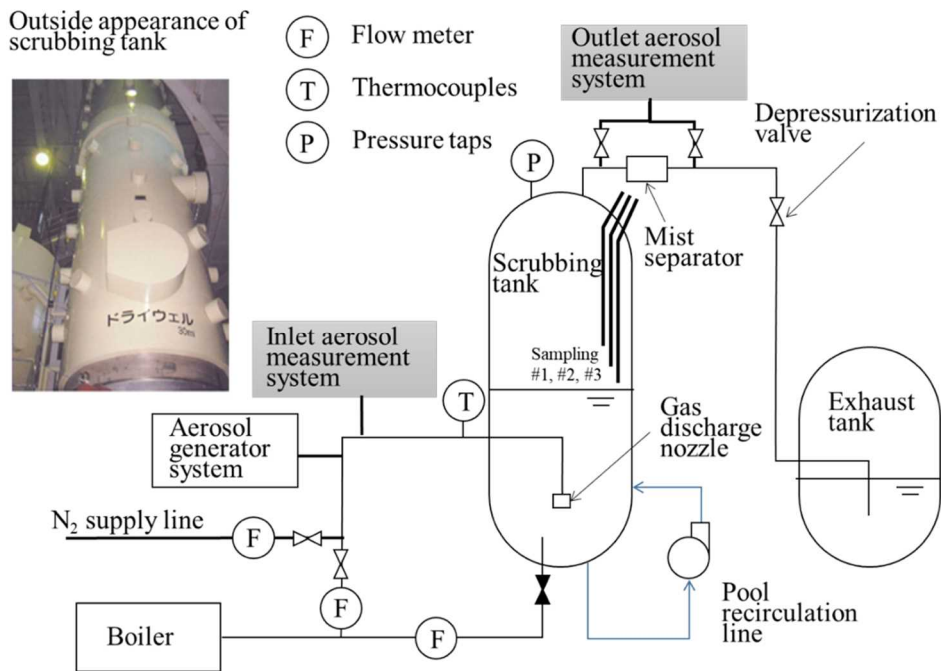 Outside appearance of
scrubbing tank
ドライウェル
30ms
F Flow meter
T Thermocouples
P Pressure taps
Outlet aerosol
measurement
system
Depressurization
valve
P
Mist
separator
Scrubbing
tank
Sampling
#1, #2, #3
Inlet aerosol
measurement
system
T
Gas
discharge
nozzle
Exhaust
tank
Aerosol
generator
system
N2 supply line
F
F
Boiler
F
Pool
recirculation
line